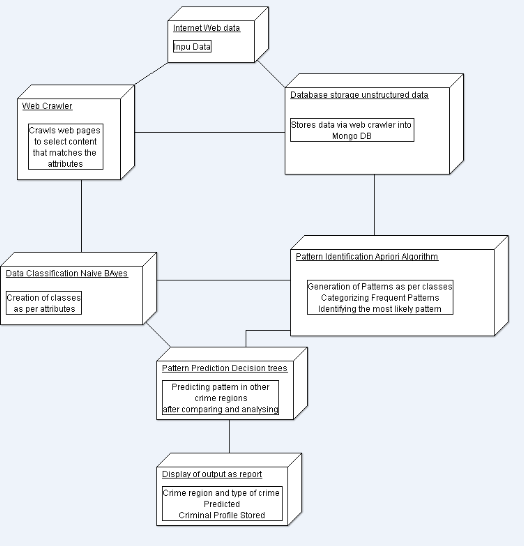 Internet Web data
Inpu Data
Web Crawler
Crawls web pages
to select content
that matches the
attributes
Database storage unstructured data
Stores data via web crawler into
Mongo DB
Data Classification Naive BAyes
Creation of classes
as per attributes
Pattern Identification Apriori Algorithm
Generation of Patterns as per classes
Categorizing Frequent Patterns
Identifying the most likely pattern
Pattern Prediction Decision trees
Predicting pattern in other
crime regions
after comparing and analysing
Display of output as report
Crime region and type of crime
Predicted
Criminal Profile Stored